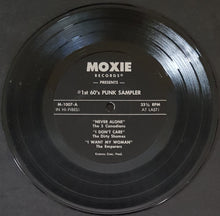 MOXIE
RECORDS®
PRESENTS
#1st 60's PUNK SAMPLER
M-1007-A 33⅓ RPM
(IN HI-FIBES) AT LAST!
"NEVER ALONE"
The 5 Canadians
"I DON'T CARE"
The Dirty Shames
"I WANT MY WOMAN"
The Emperors